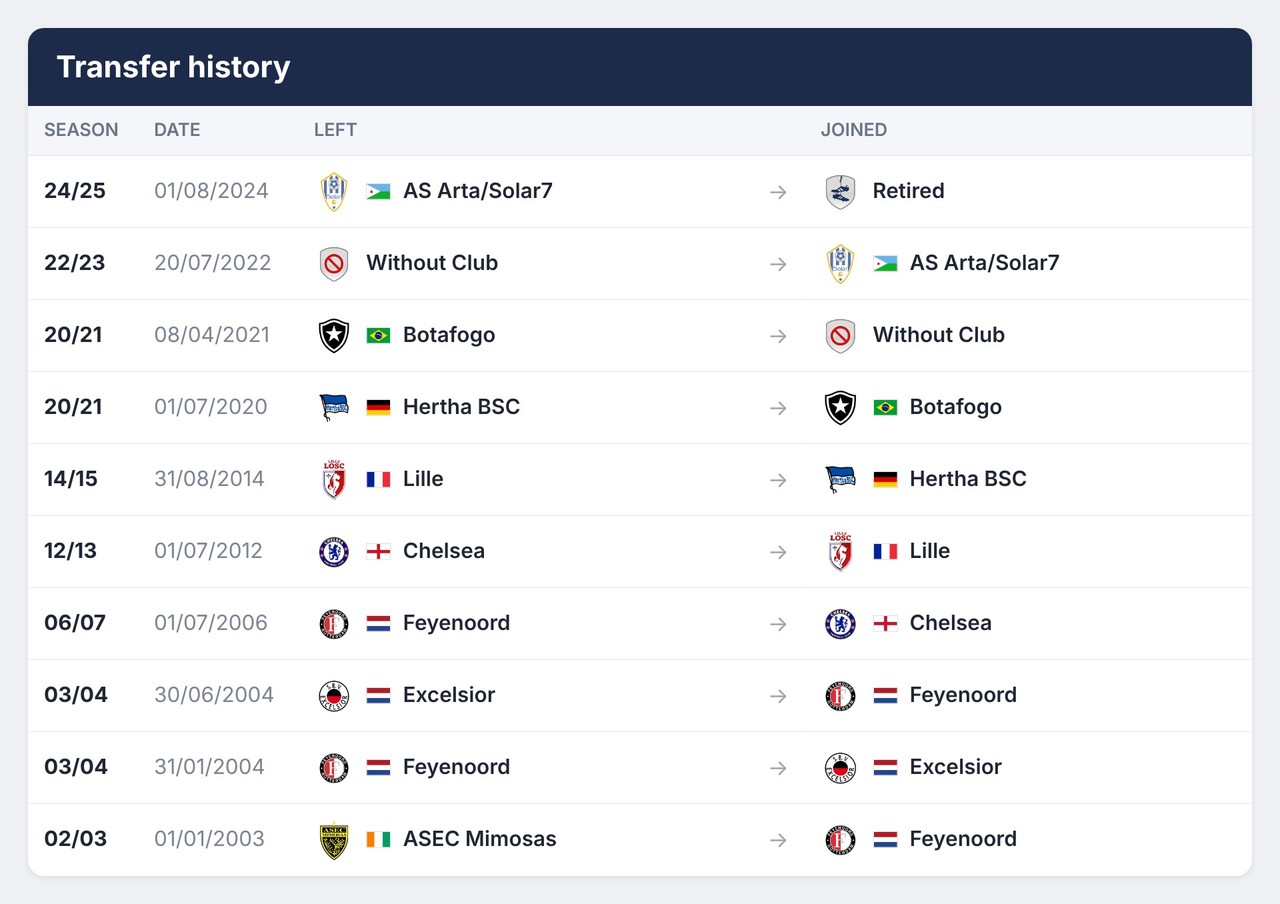 Transfer history
SEASON DATE LEFT JOINED
24/25 01/08/2024 AS Arta/Solar7 → Retired
22/23 20/07/2022 Without Club → AS Arta/Solar7
20/21 08/04/2021 Botafogo → Without Club
20/21 01/07/2020 Hertha BSC → Botafogo
14/15 31/08/2014 Lille → Hertha BSC
12/13 01/07/2012 Chelsea → Lille
06/07 01/07/2006 Feyenoord → Chelsea
03/04 30/06/2004 Excelsior → Feyenoord
03/04 31/01/2004 Feyenoord → Excelsior
02/03 01/01/2003 ASEC Mimosas → Feyenoord